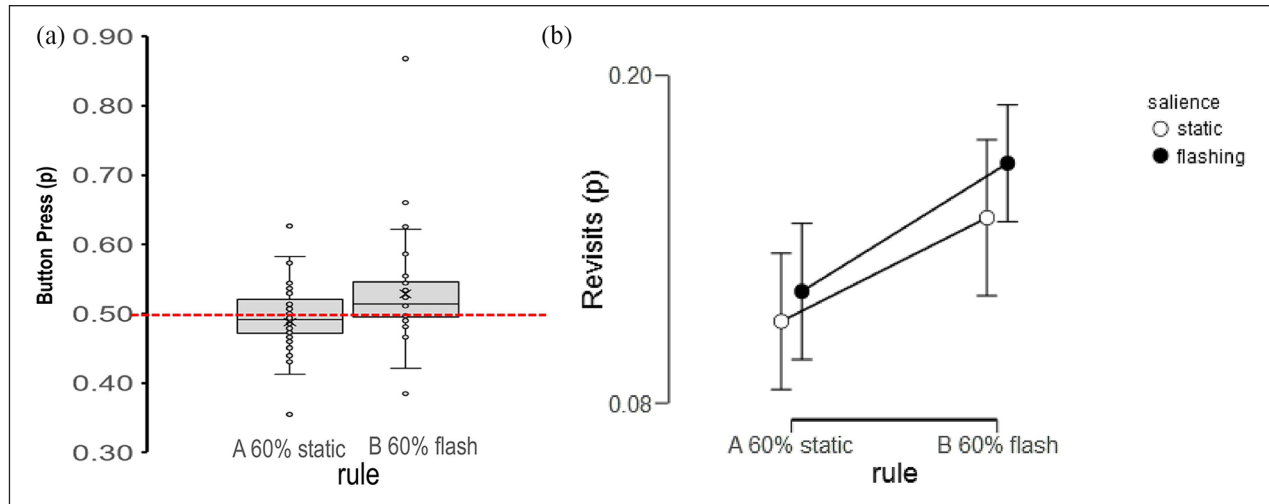 (a)
0.90
0.80
0.70
0.60
0.50
0.40
0.30
Button Press (p)
A 60% static
B 60% flash
rule
(b)
0.20
0.08
Revisits (p)
A 60% static
B 60% flash
rule
salience
static
flashing